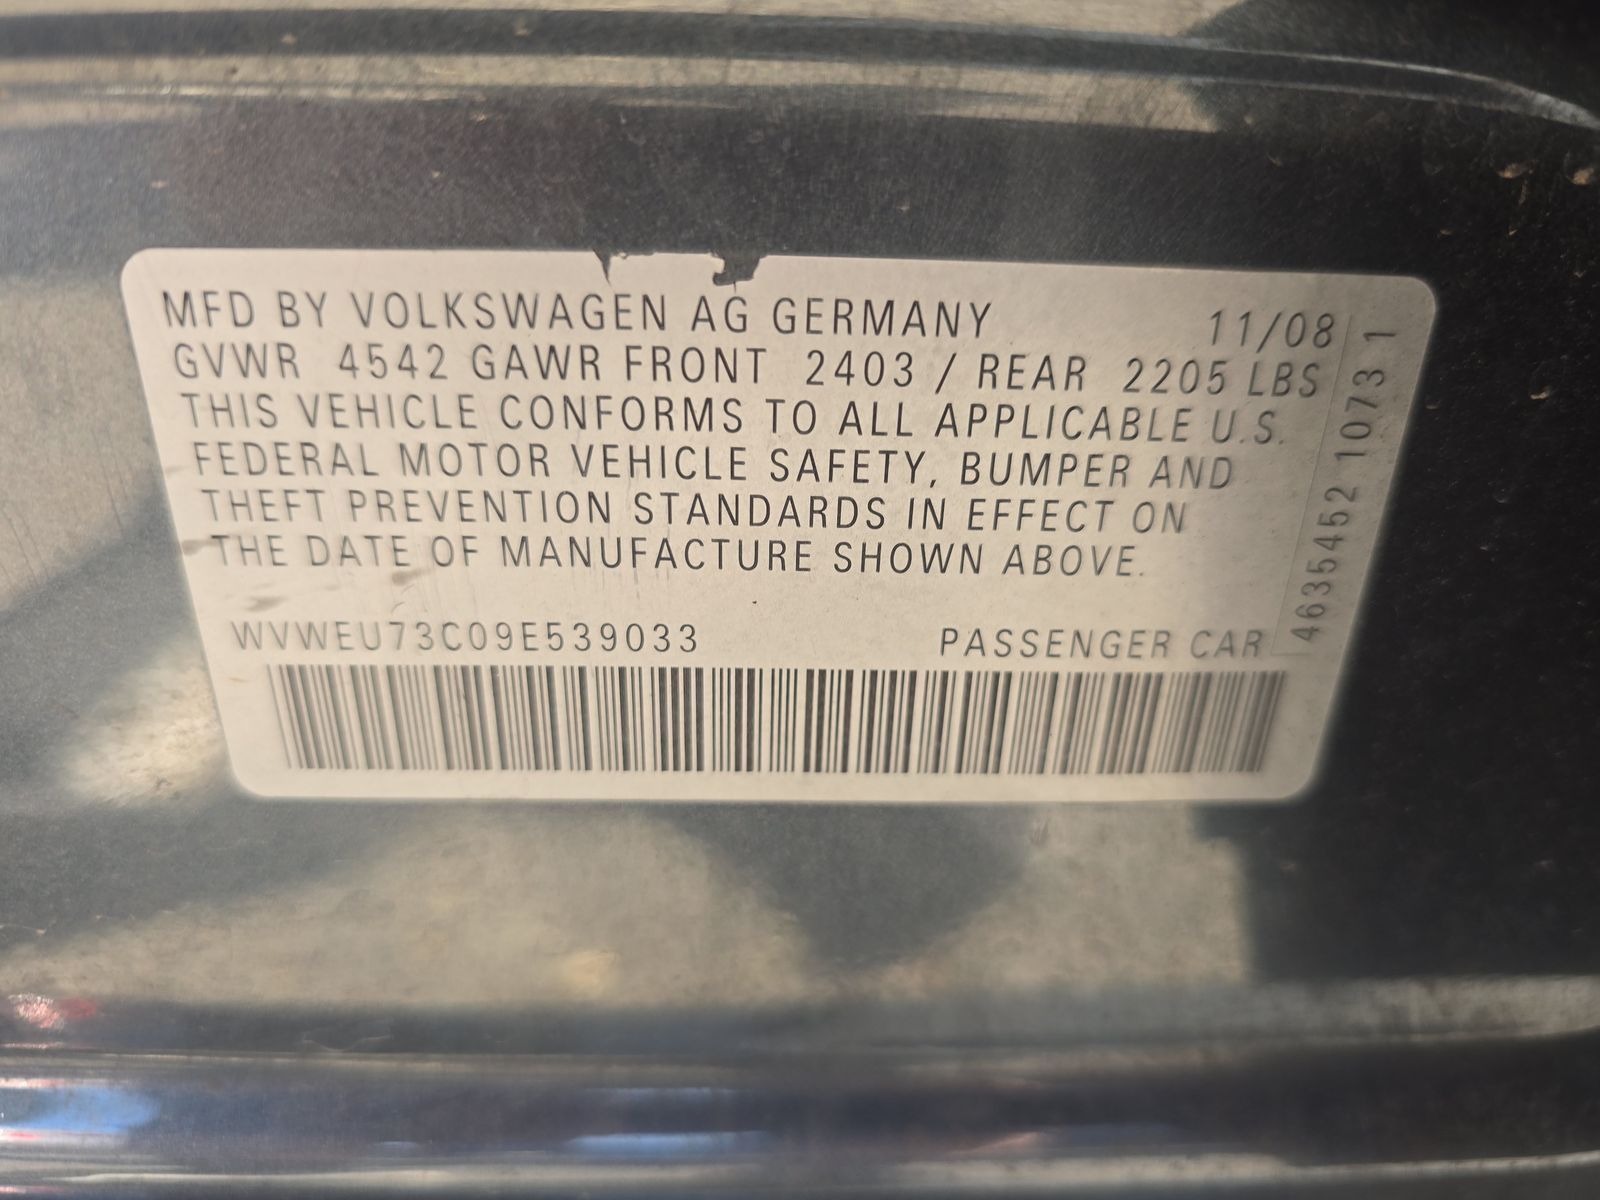 MFD BY VOLKSWAGEN AG GERMANY 11/08
GVWR 4542 GAWR FRONT 2403 / REAR 2205 LBS
THIS VEHICLE CONFORMS TO ALL APPLICABLE U.S.
FEDERAL MOTOR VEHICLE SAFETY, BUMPER AND
THEFT PREVENTION STANDARDS IN EFFECT ON
THE DATE OF MANUFACTURE SHOWN ABOVE.
WVWEU73C09E539033 PASSENGER CAR
4635452 1073 1